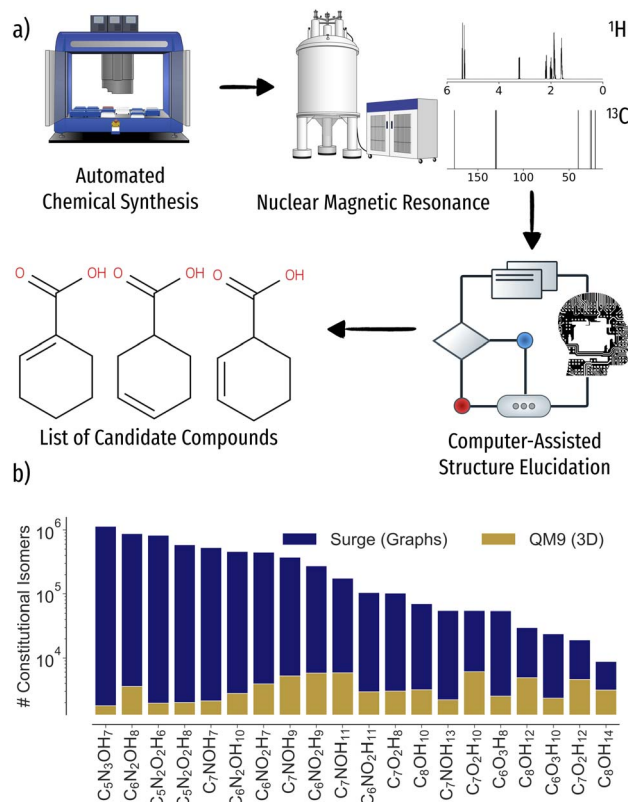 a)
¹H
6 4 2 0
¹³C
150 100 50
Automated
Chemical Synthesis
Nuclear Magnetic Resonance
O OH O OH O OH
List of Candidate Compounds
Computer-Assisted
Structure Elucidation
b)
# Constitutional Isomers
10⁶
10⁵
10⁴
Surge (Graphs) QM9 (3D)
C₅N₃OH₇
C₆N₂OH₈
C₅N₂O₂H₆
C₅N₂O₂H₈
C₇NOH₇
C₆N₂OH₁₀
C₆NO₂H₇
C₇NOH₉
C₆NO₂H₉
C₇NOH₁₁
C₆NO₂H₁₁
C₇O₂H₈
C₈OH₁₀
C₇NOH₁₃
C₇O₂H₁₀
C₆O₃H₈
C₈OH₁₂
C₆O₃H₁₀
C₇O₂H₁₂
C₈OH₁₄